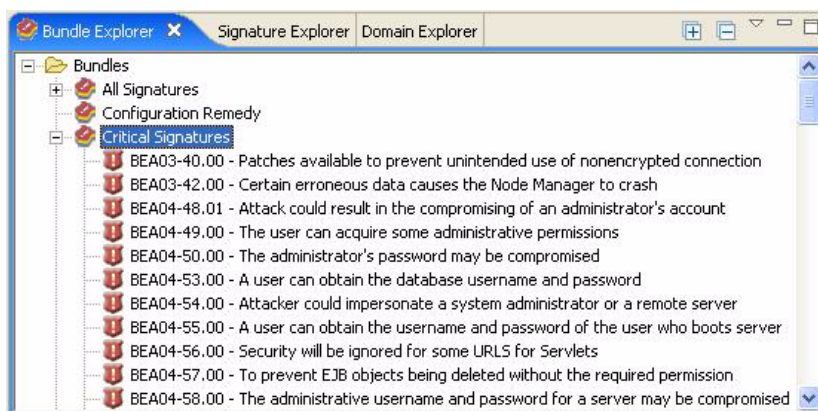 Bundle Explorer
Signature Explorer
Domain Explorer
Bundles
All Signatures
Configuration Remedy
Critical Signatures
BEA03-40.00 - Patches available to prevent unintended use of nonencrypted connection
BEA03-42.00 - Certain erroneous data causes the Node Manager to crash
BEA04-48.01 - Attack could result in the compromising of an administrator's account
BEA04-49.00 - The user can acquire some administrative permissions
BEA04-50.00 - The administrator's password may be compromised
BEA04-53.00 - A user can obtain the database username and password
BEA04-54.00 - Attacker could impersonate a system administrator or a remote server
BEA04-55.00 - A user can obtain the username and password of the user who boots server
BEA04-56.00 - Security will be ignored for some URLS for Servlets
BEA04-57.00 - To prevent EJB objects being deleted without the required permission
BEA04-58.00 - The administrative username and password for a server may be compromised